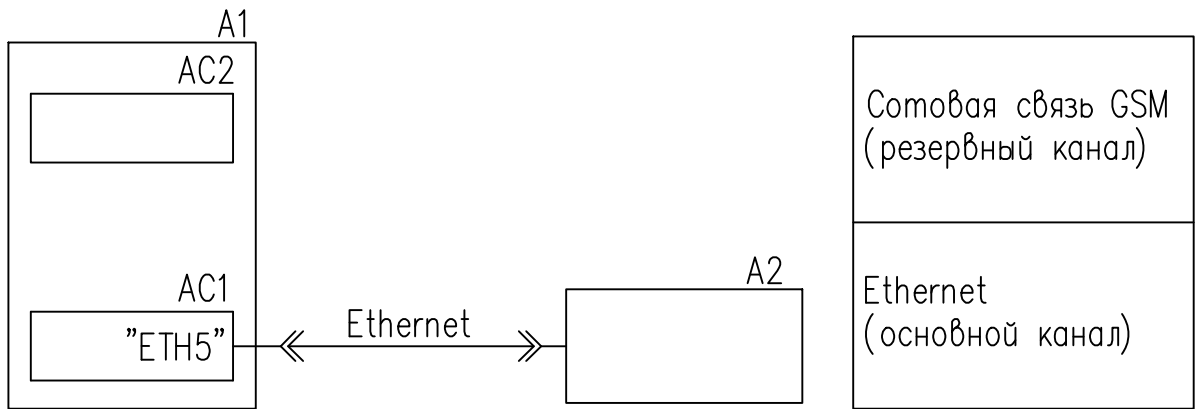 A1
AC2
AC1
"ETH5"
Ethernet
A2
Сотовая связь GSM
(резервный канал)
Ethernet
(основной канал)